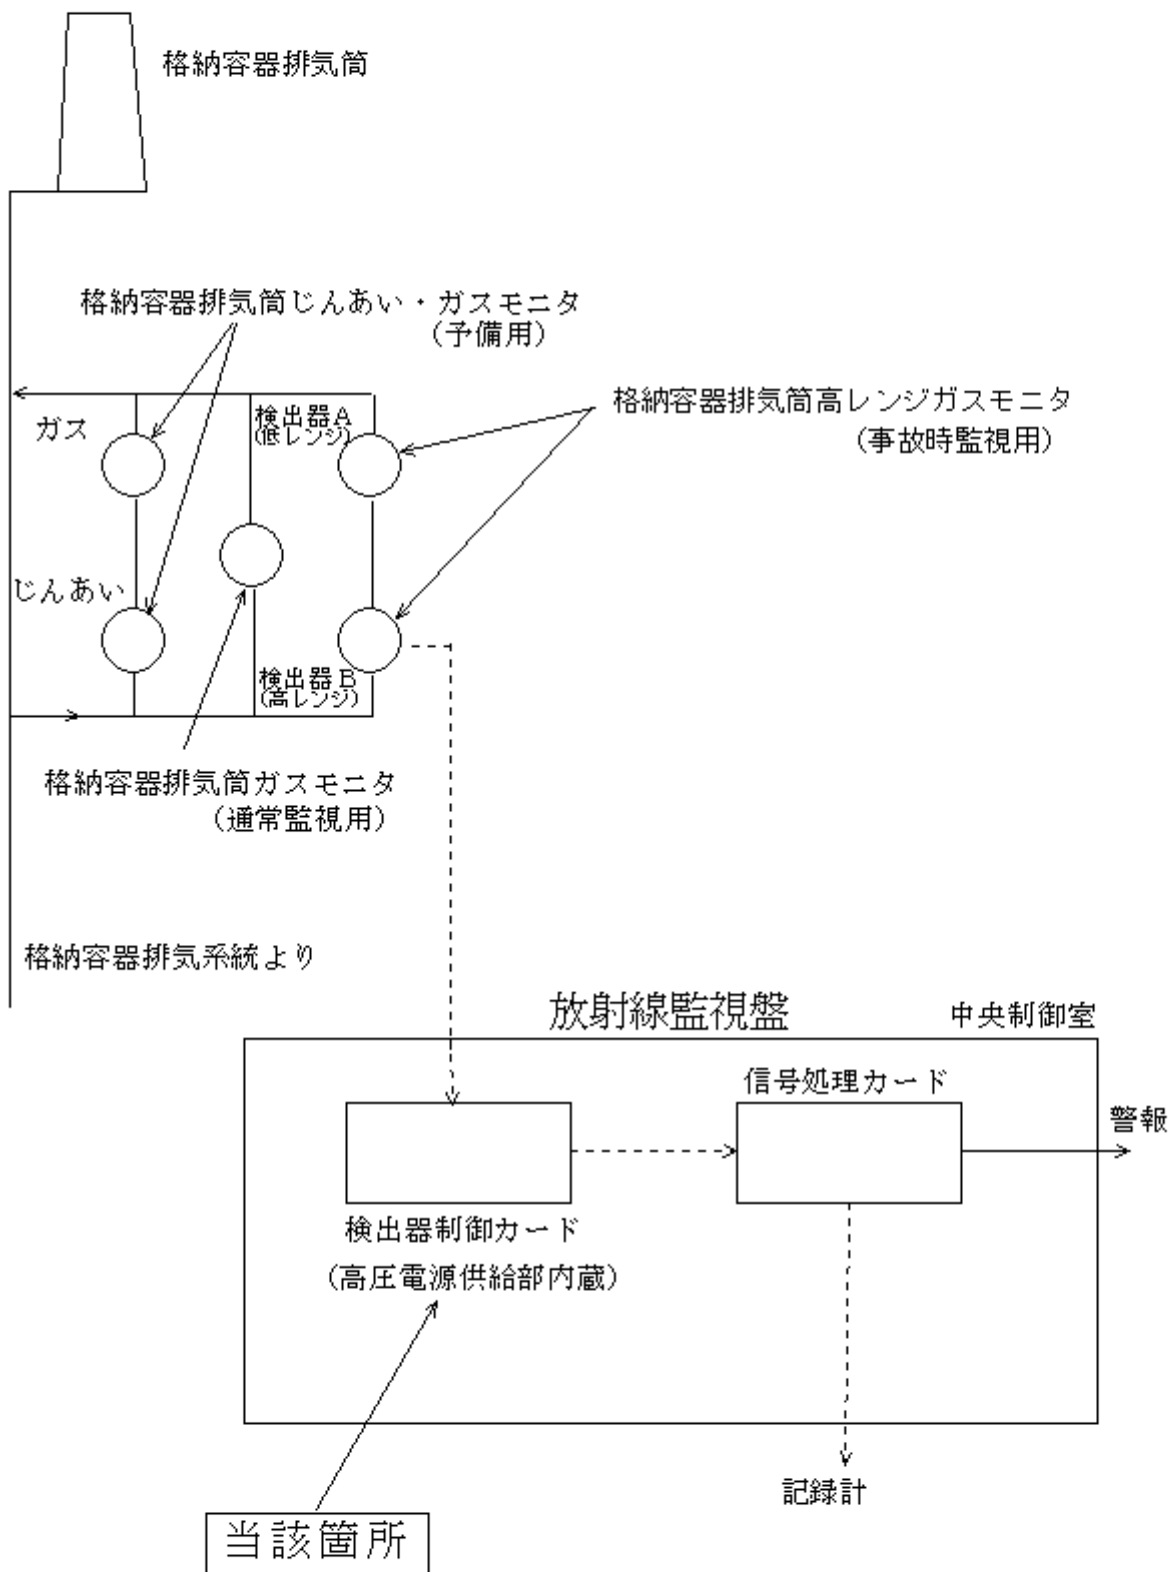 格納容器排気筒
格納容器排気筒じんあい・ガスモニタ
(予備用)
格納容器排気筒高レンジガスモニタ
(事故時監視用)
ガス
検出器A
(低レンジ)
じんあい
検出器B
(高レンジ)
格納容器排気筒ガスモニタ
(通常監視用)
格納容器排気系統より
放射線監視盤
中央制御室
信号処理カード
警報
検出器制御カード
(高圧電源供給部内蔵)
記録計
当該箇所